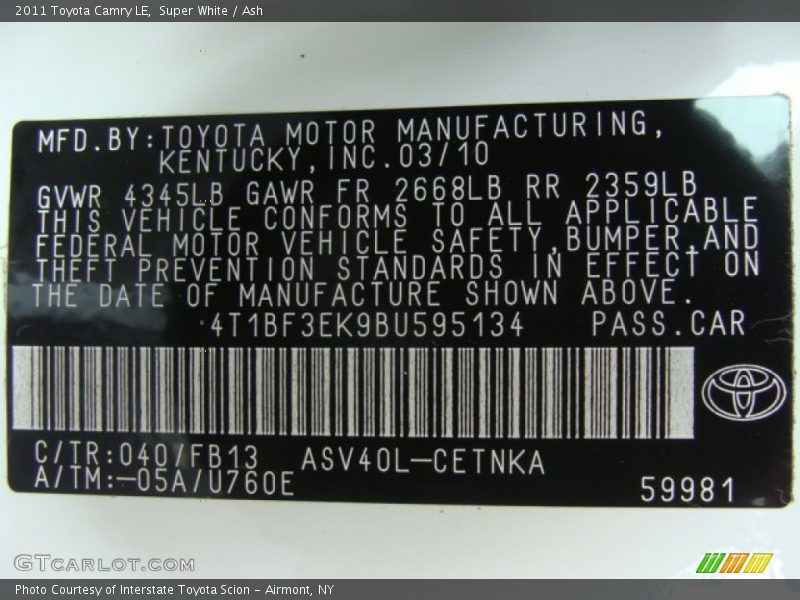 2011 Toyota Camry LE,  Super White / Ash
MFD.BY:TOYOTA MOTOR MANUFACTURING,
KENTUCKY,INC.03/10
GVWR 4345LB GAWR FR 2668LB RR 2359LB
THIS VEHICLE CONFORMS TO ALL APPLICABLE
FEDERAL MOTOR VEHICLE SAFETY,BUMPER,AND
THEFT PREVENTION STANDARDS IN EFFECT ON
THE DATE OF MANUFACTURE SHOWN ABOVE.
4T1BF3EK9BU595134 PASS.CAR
C/TR:040/FB13 ASV40L-CETNKA
A/TM:-05A/U760E
59981
GTCARLOT.COM
Photo Courtesy of Interstate Toyota Scion - Airmont, NY